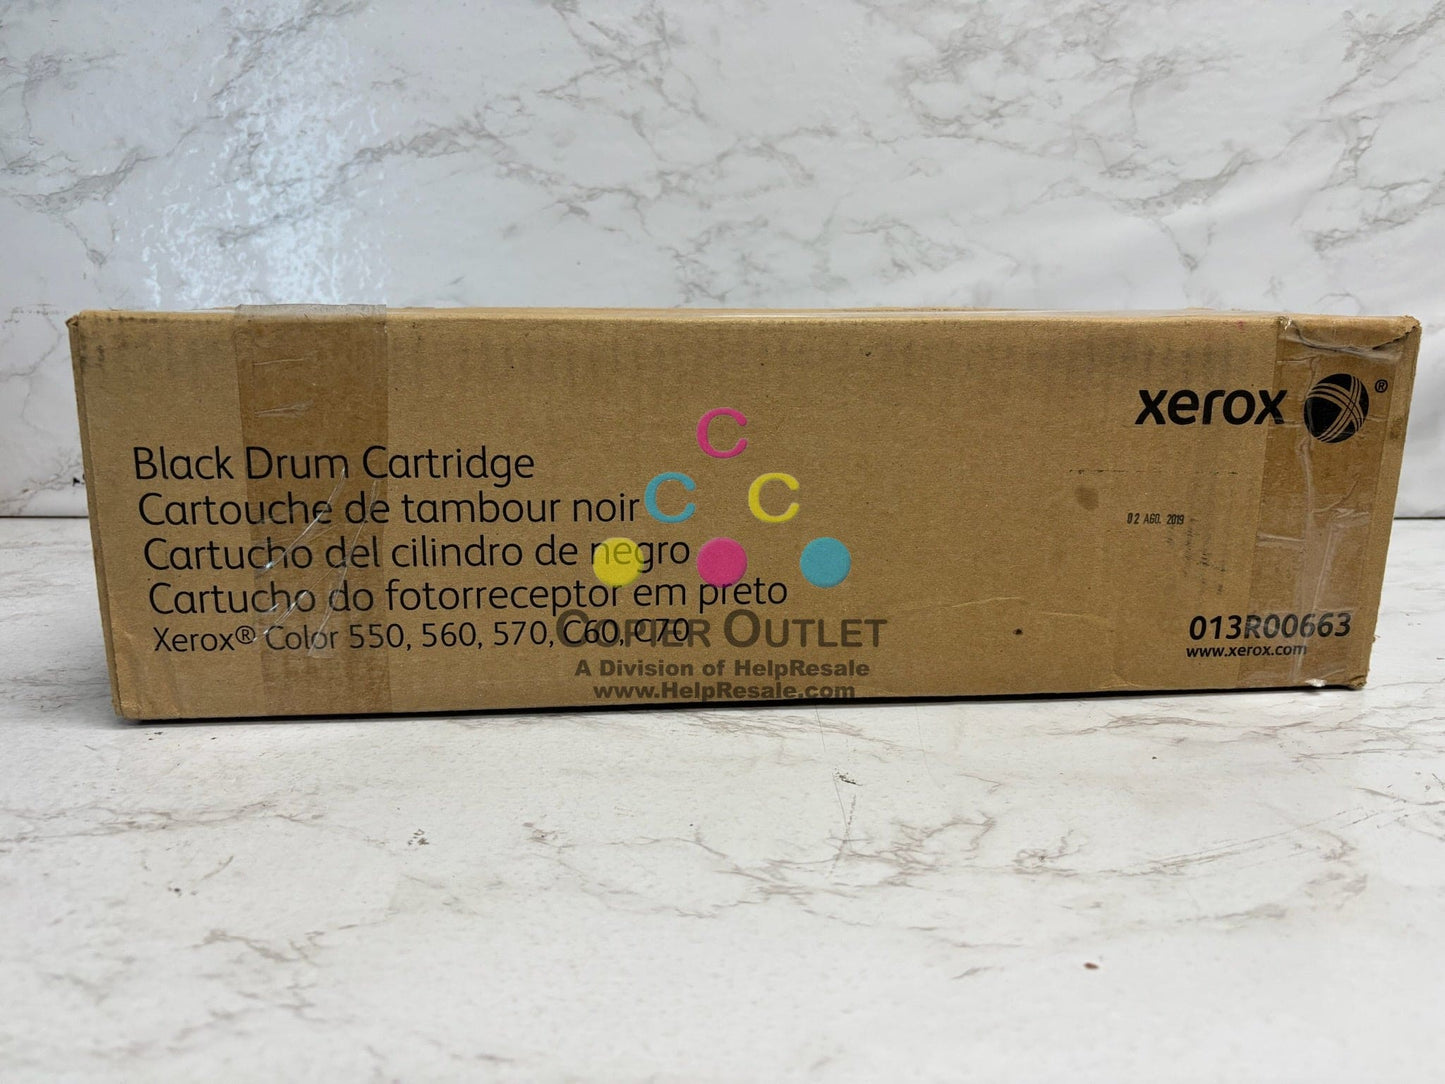 xerox ®
Black Drum Cartridge
Cartouche de tambour noir
Cartucho del cilindro de negro
Cartucho do fotorreceptor em preto
Xerox® Color 550, 560, 570, C60, C70
02 AGO. 2019
013R00663
www.xerox.com
C
C C
COPIER OUTLET
A Division of HelpResale
www.HelpResale.com